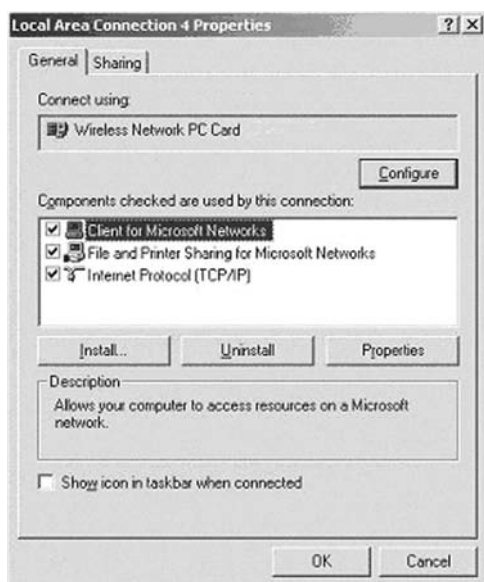 Local Area Connection 4 Properties
General
Sharing
Connect using:
Wireless Network PC Card
Configure
Components checked are used by this connection:
Client for Microsoft Networks
File and Printer Sharing for Microsoft Networks
Internet Protocol (TCP/IP)
Install...
Uninstall
Properties
Description
Allows your computer to access resources on a Microsoft
network.
Show icon in taskbar when connected
OK
Cancel